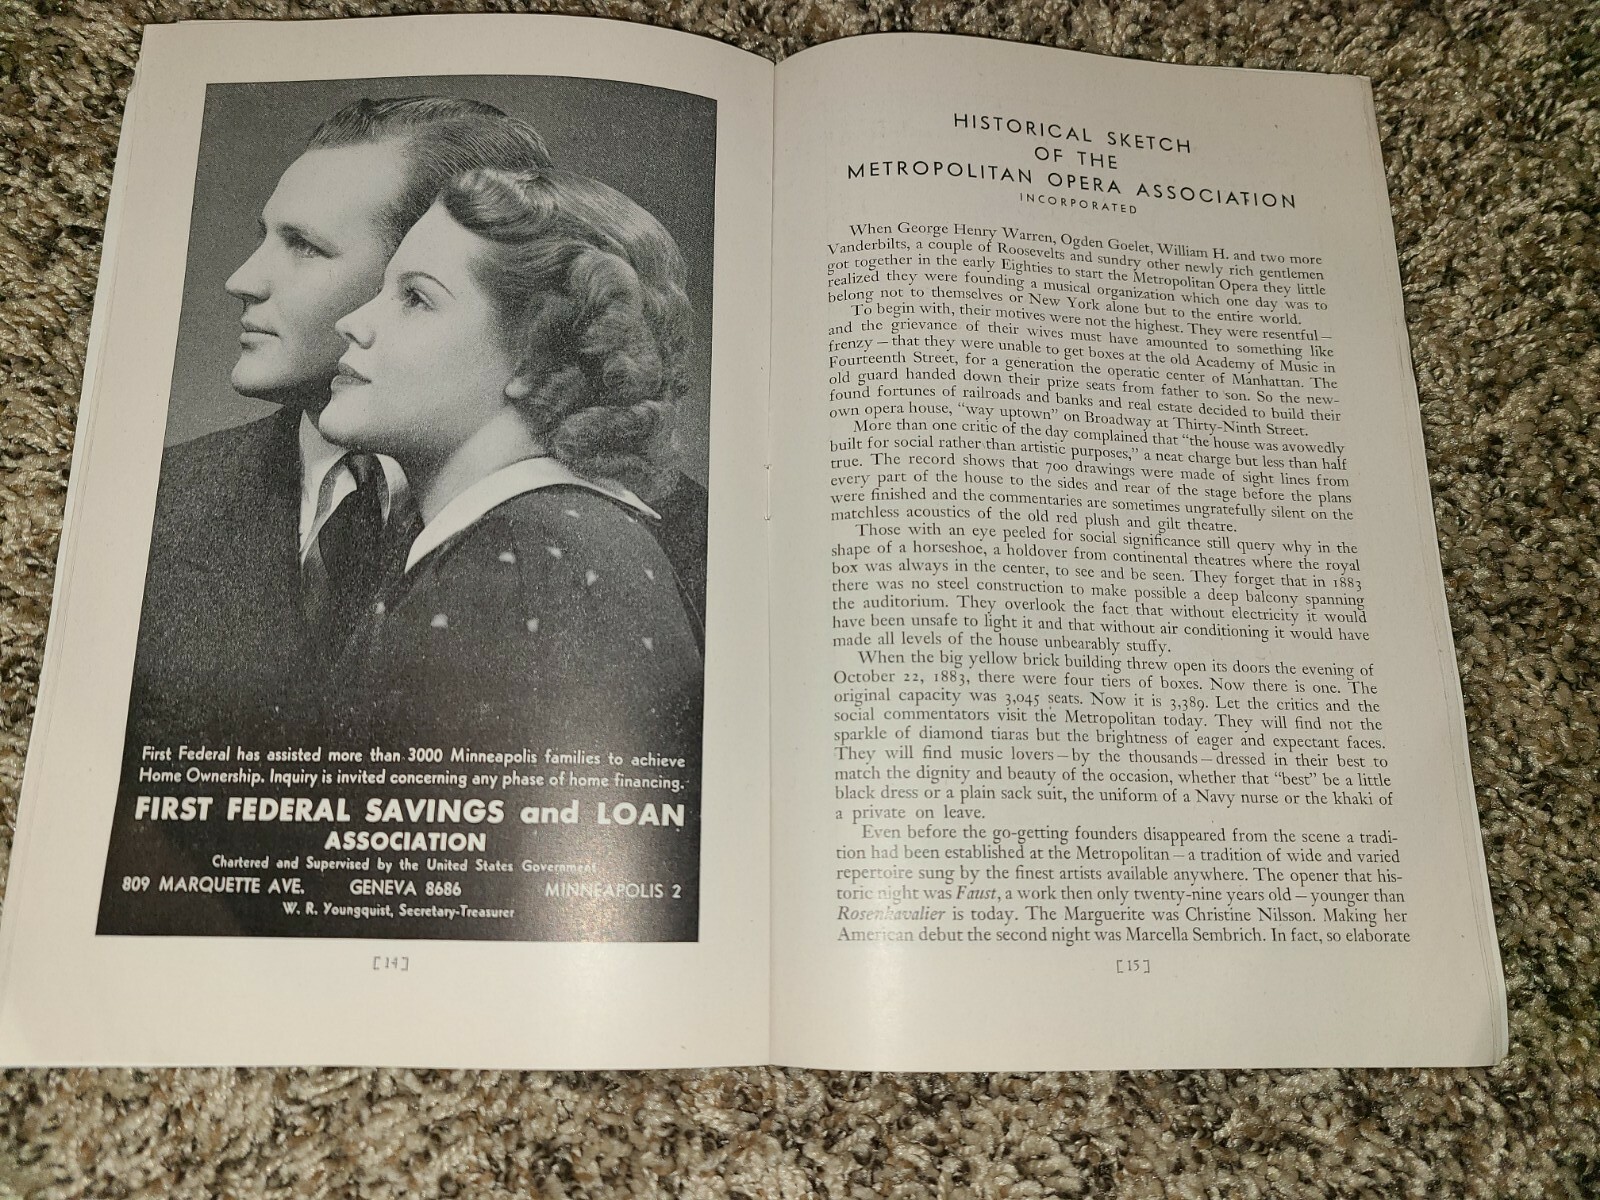 First Federal has assisted more than 3000 Minneapolis families to achieve
Home Ownership. Inquiry is invited concerning any phase of home financing.
FIRST FEDERAL SAVINGS and LOAN
ASSOCIATION
Chartered and Supervised by the United States Government
809 MARQUETTE AVE. GENEVA 8686 MINNEAPOLIS 2
W. R. Youngquist, Secretary-Treasurer
[14]
HISTORICAL SKETCH
OF THE
METROPOLITAN OPERA ASSOCIATION
INCORPORATED
When George Henry Warren, Ogden Goelet, William H. and two more
Vanderbilts, a couple of Roosevelts and sundry other newly rich gentlemen
got together in the early Eighties to start the Metropolitan Opera they little
realized they were founding a musical organization which one day was to
belong not to themselves or New York alone but to the entire world.
To begin with, their motives were not the highest. They were resentful—
and the grievance of their wives must have amounted to something like
frenzy—that they were unable to get boxes at the old Academy of Music in
Fourteenth Street, for a generation the operatic center of Manhattan. The
old guard handed down their prize seats from father to son. So the new-
found fortunes of railroads and banks and real estate decided to build their
own opera house, "way uptown" on Broadway at Thirty-Ninth Street.
More than one critic of the day complained that "the house was avowedly
built for social rather than artistic purposes," a neat charge but less than half
true. The record shows that 700 drawings were made of sight lines from
every part of the house to the sides and rear of the stage before the plans
were finished and the commentaries are sometimes ungratefully silent on the
matchless acoustics of the old red plush and gilt theatre.
Those with an eye peeled for social significance still query why in the
shape of a horseshoe, a holdover from continental theatres where the royal
box was always in the center, to see and be seen. They forget that in 1883
there was no steel construction to make possible a deep balcony spanning
the auditorium. They overlook the fact that without electricity it would
have been unsafe to light it and that without air conditioning it would have
made all levels of the house unbearably stuffy.
When the big yellow brick building threw open its doors the evening of
October 22, 1883, there were four tiers of boxes. Now there is one. The
original capacity was 3,045 seats. Now it is 3,389. Let the critics and the
social commentators visit the Metropolitan today. They will find not the
sparkle of diamond tiaras but the brightness of eager and expectant faces.
They will find music lovers—by the thousands—dressed in their best to
match the dignity and beauty of the occasion, whether that "best" be a little
black dress or a plain sack suit, the uniform of a Navy nurse or the khaki of
a private on leave.
Even before the go-getting founders disappeared from the scene a tradi-
tion had been established at the Metropolitan—a tradition of wide and varied
repertoire sung by the finest artists available anywhere. The opener that his-
toric night was Faust, a work then only twenty-nine years old—younger than
Rosenkavalier is today. The Marguerite was Christine Nilsson. Making her
American debut the second night was Marcella Sembrich. In fact, so elaborate
[15]